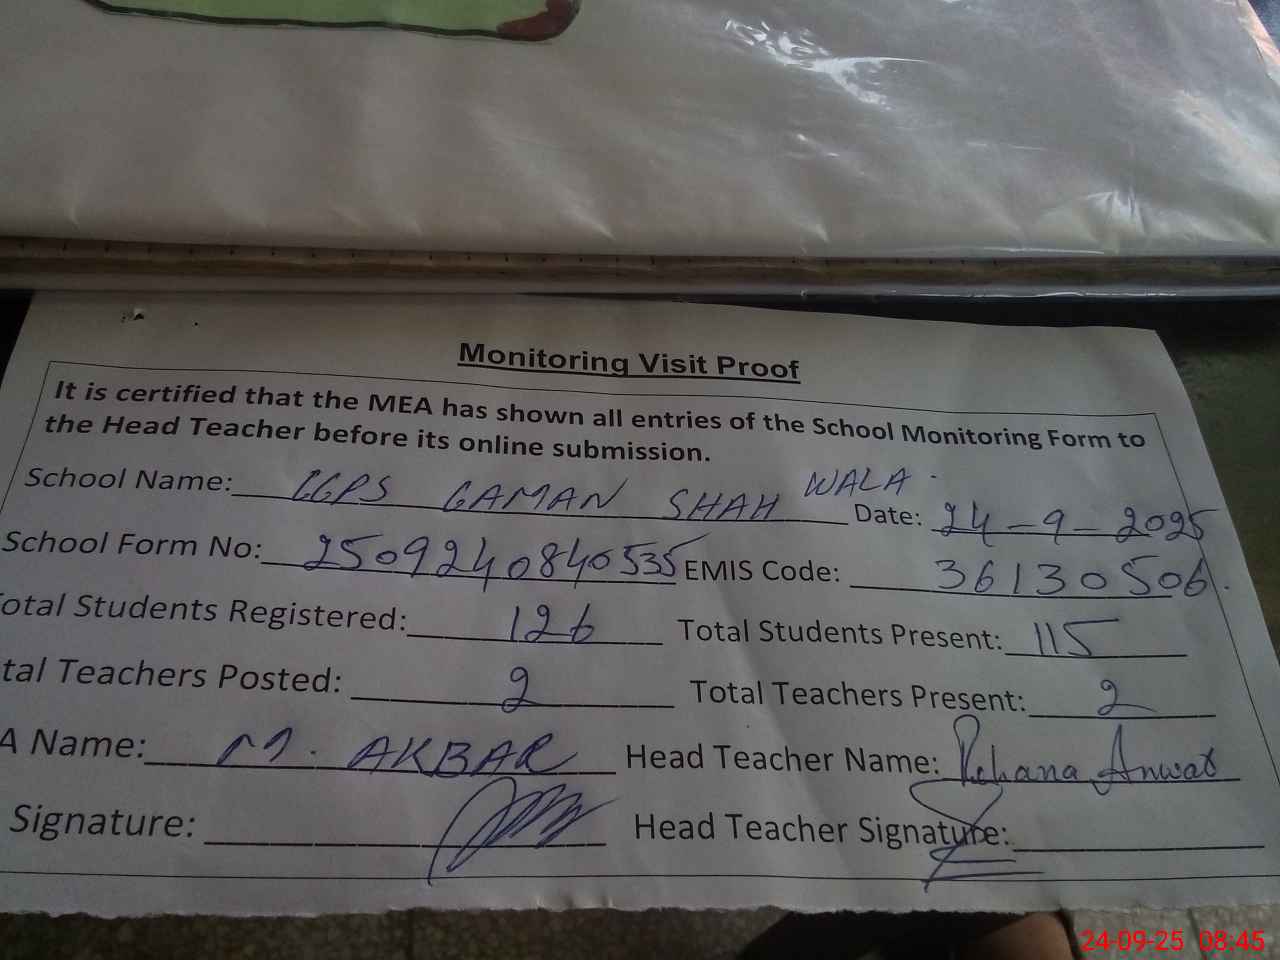 Monitoring Visit Proof
It is certified that the MEA has shown all entries of the School Monitoring Form to
the Head Teacher before its online submission.
School Name: GGPS GAMAN SHAH WALA.
Date: 24-9-2025
School Form No: 2509240840535 EMIS Code: 36130506.
otal Students Registered: 126 Total Students Present: 115
tal Teachers Posted: 2 Total Teachers Present: 2
A Name: M. AKBAR Head Teacher Name: Rehana Anwar
Signature: Head Teacher Signature:
24-09-25 08:45